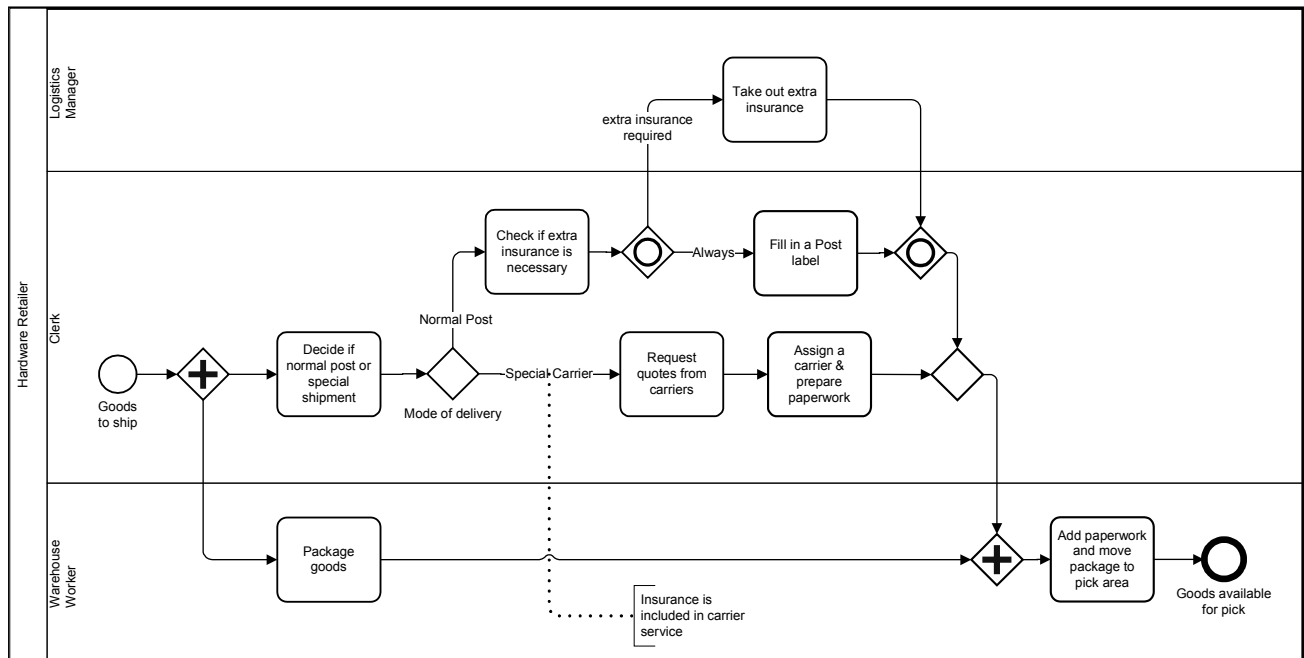 Hardware Retailer
Logistics
Manager
Take out extra
insurance
extra insurance
required
Clerk
Check if extra
insurance is
necessary
Always
Fill in a Post
label
Normal Post
Goods
to ship
Decide if
normal post or
special
shipment
Mode of delivery
Special Carrier
Request
quotes from
carriers
Assign a
carrier &
prepare
paperwork
Warehouse
Worker
Package
goods
Insurance is
included in carrier
service
Add paperwork
and move
package to
pick area
Goods available
for pick